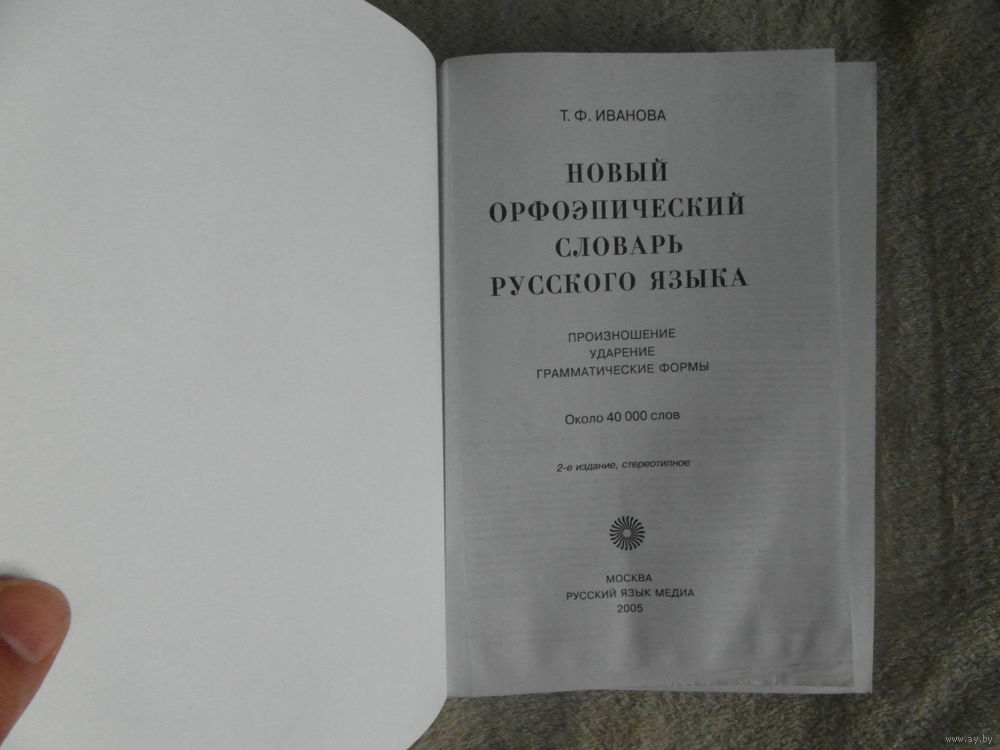 Т. Ф. ИВАНОВА
НОВЫЙ
ОРФОЭПИЧЕСКИЙ
СЛОВАРЬ
РУССКОГО ЯЗЫКА
ПРОИЗНОШЕНИЕ
УДАРЕНИЕ
ГРАММАТИЧЕСКИЕ ФОРМЫ
Около 40 000 слов
2-е издание, стереотипное
МОСКВА
РУССКИЙ ЯЗЫК МЕДИА
2005
www.ay.by